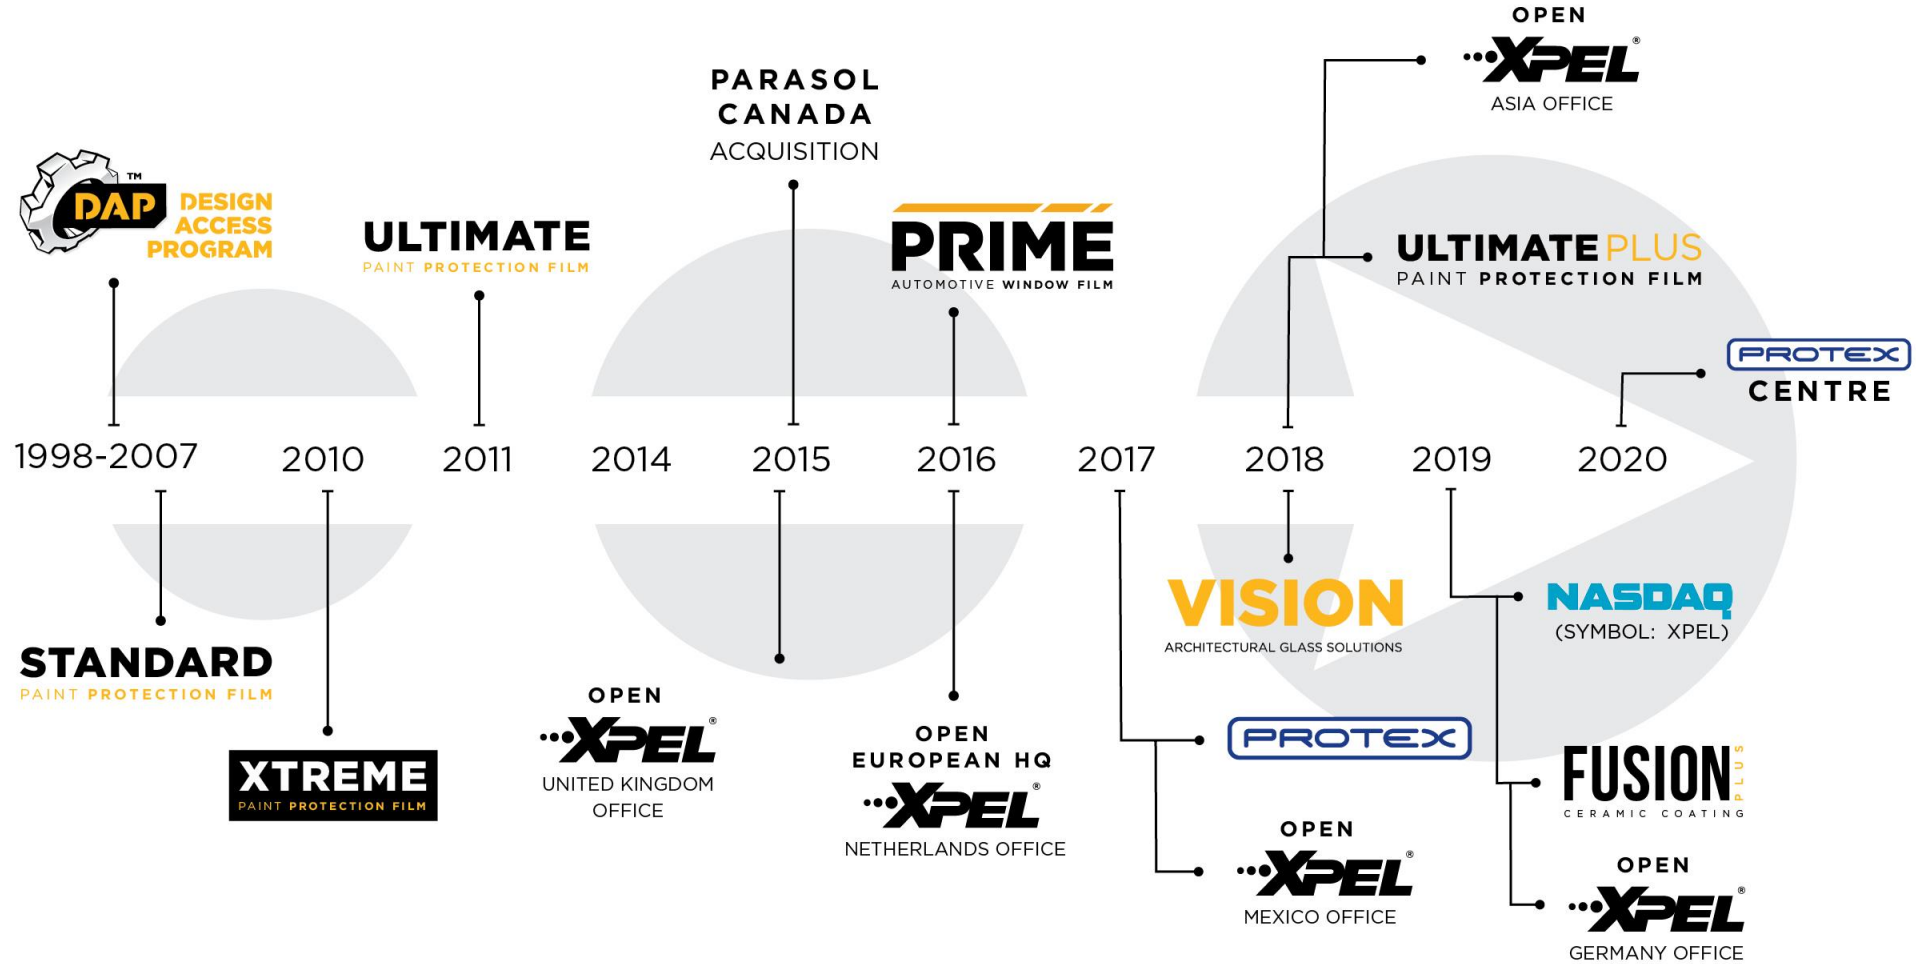 OPEN
XPEL®
ASIA OFFICE
PARASOL
CANADA
ACQUISITION
DAP™
DESIGN
ACCESS
PROGRAM
ULTIMATE
PAINT PROTECTION FILM
PRIME
AUTOMOTIVE WINDOW FILM
ULTIMATE PLUS
PAINT PROTECTION FILM
PROTEX
CENTRE
1998-2007
2010
2011
2014
2015
2016
2017
2018
2019
2020
STANDARD
PAINT PROTECTION FILM
XTREME
PAINT PROTECTION FILM
OPEN
XPEL®
UNITED KINGDOM
OFFICE
OPEN
EUROPEAN HQ
XPEL®
NETHERLANDS OFFICE
VISION
ARCHITECTURAL GLASS SOLUTIONS
PROTEX
OPEN
XPEL®
MEXICO OFFICE
NASDAQ
(SYMBOL: XPEL)
FUSION PLUS
CERAMIC COATING
OPEN
XPEL®
GERMANY OFFICE